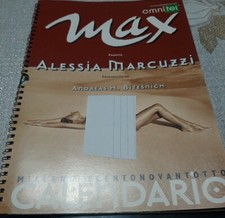 omnitel
max
ALESSIA MARCUZZI
ANDREAS H. BITESNICH
MILLENOVECENTONOVANTOTTO
CALENDARIO